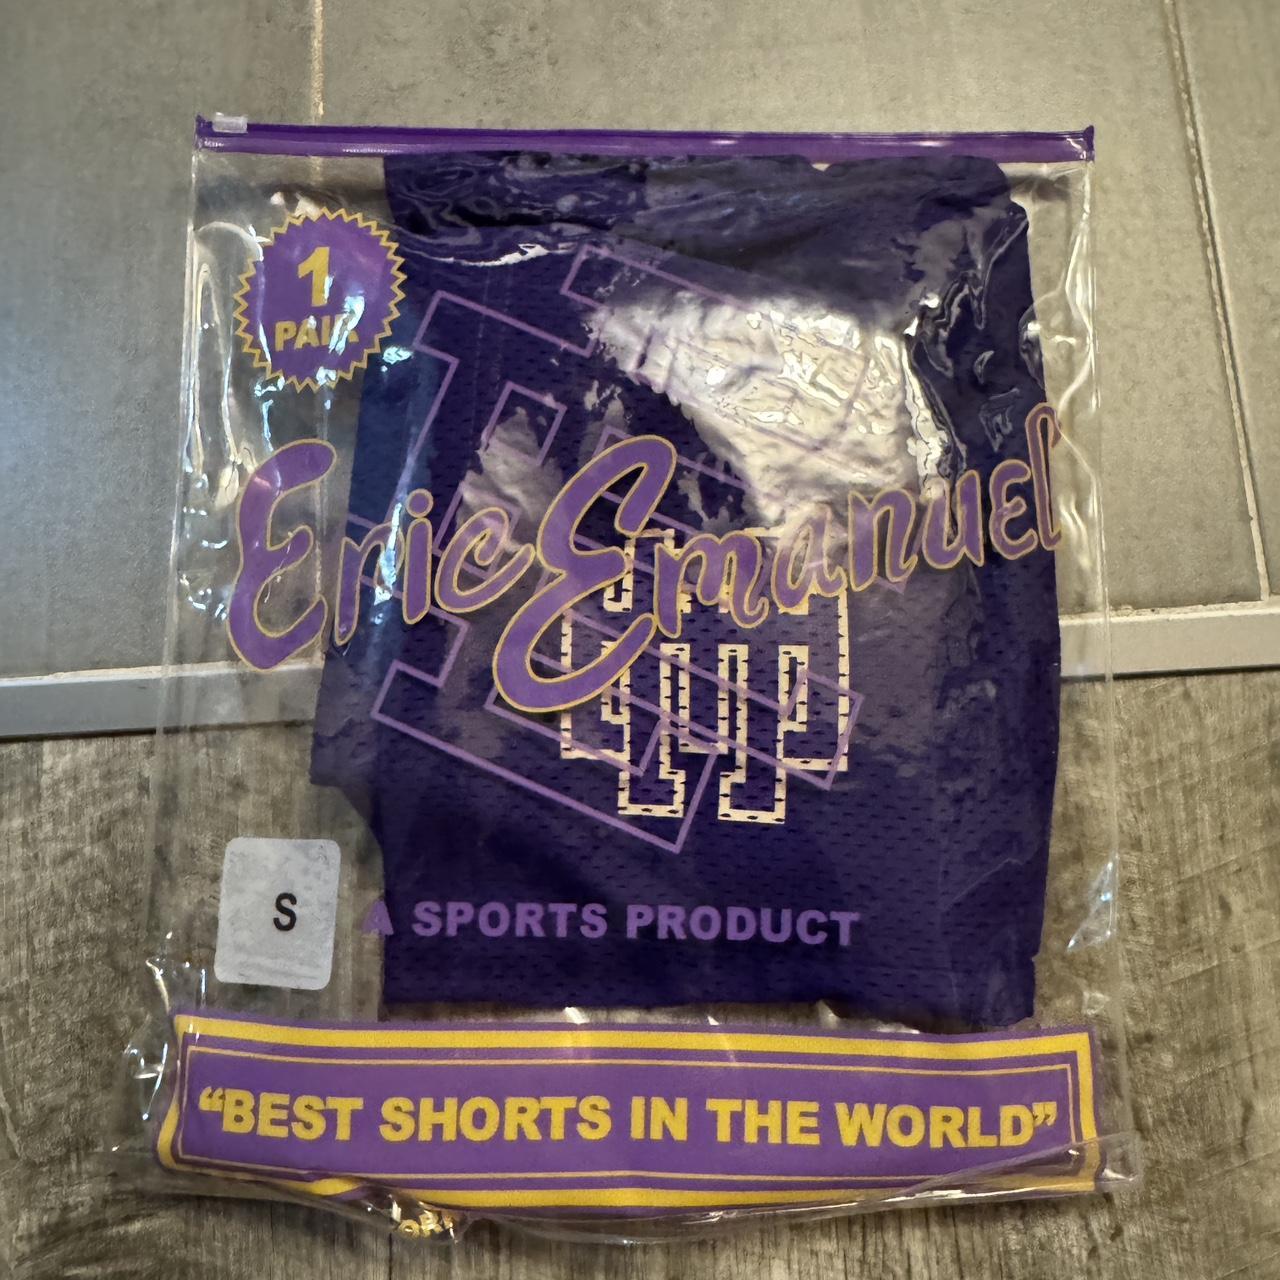 1
PAIR
Eric Emanuel
S
A SPORTS PRODUCT
“BEST SHORTS IN THE WORLD”